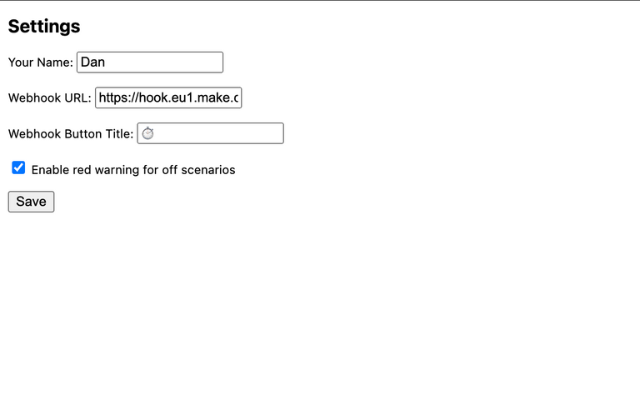 Settings
Your Name: Dan
Webhook URL: https://hook.eu1.make.c
Webhook Button Title: ⏱
Enable red warning for off scenarios
Save